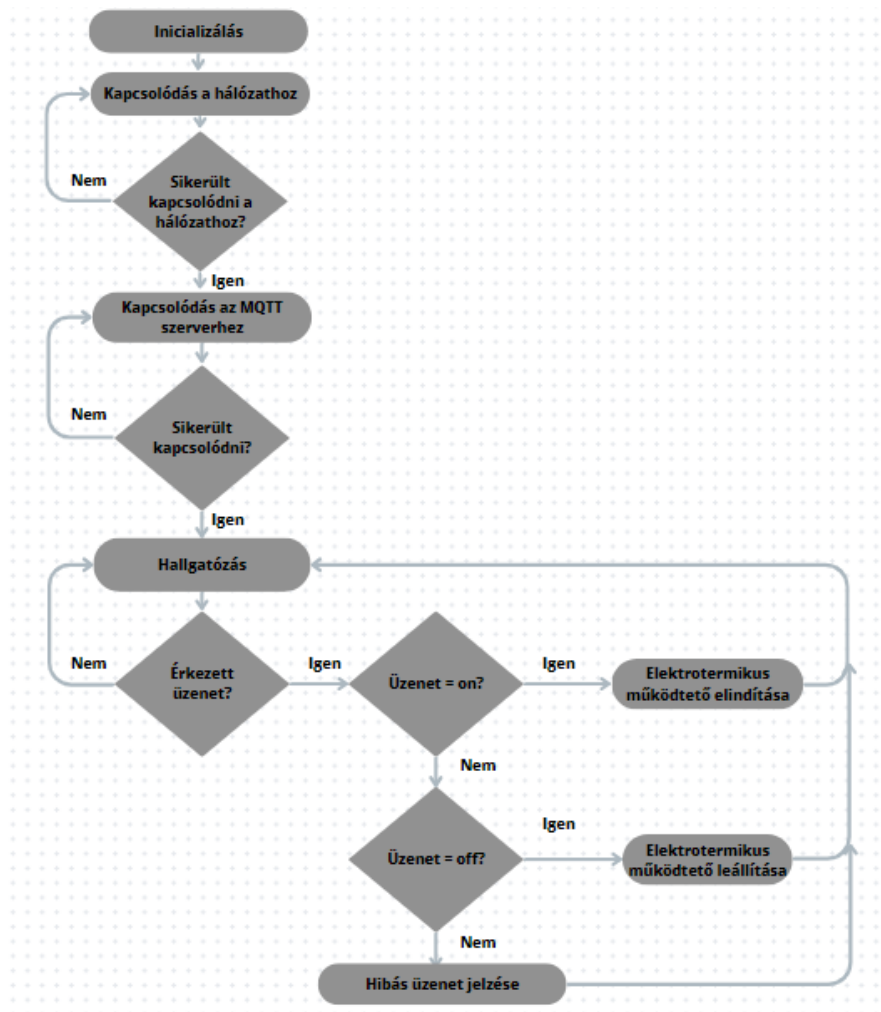 Inicializálás
Kapcsolódás a hálózathoz
Nem
Sikerült
kapcsolódni a
hálózathoz?
Igen
Kapcsolódás az MQTT
szerverhez
Nem
Sikerült
kapcsolódni?
Igen
Hallgatózás
Nem
Érkezett
üzenet?
Igen
Üzenet = on?
Igen
Elektrotermikus
működtető elindítása
Nem
Üzenet = off?
Igen
Elektrotermikus
működtető leállítása
Nem
Hibás üzenet jelzése